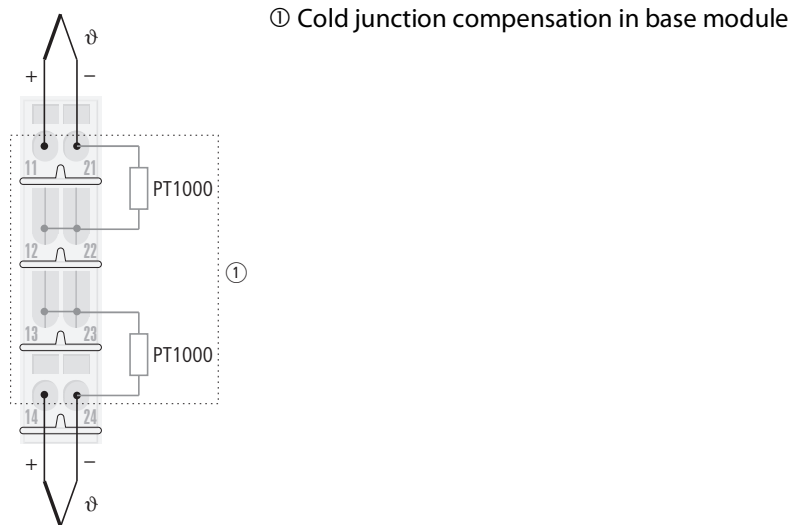 ① Cold junction compensation in base module
ϑ
+ −
11 21
PT1000
12 22
①
13 23
PT1000
14 24
+ −
ϑ